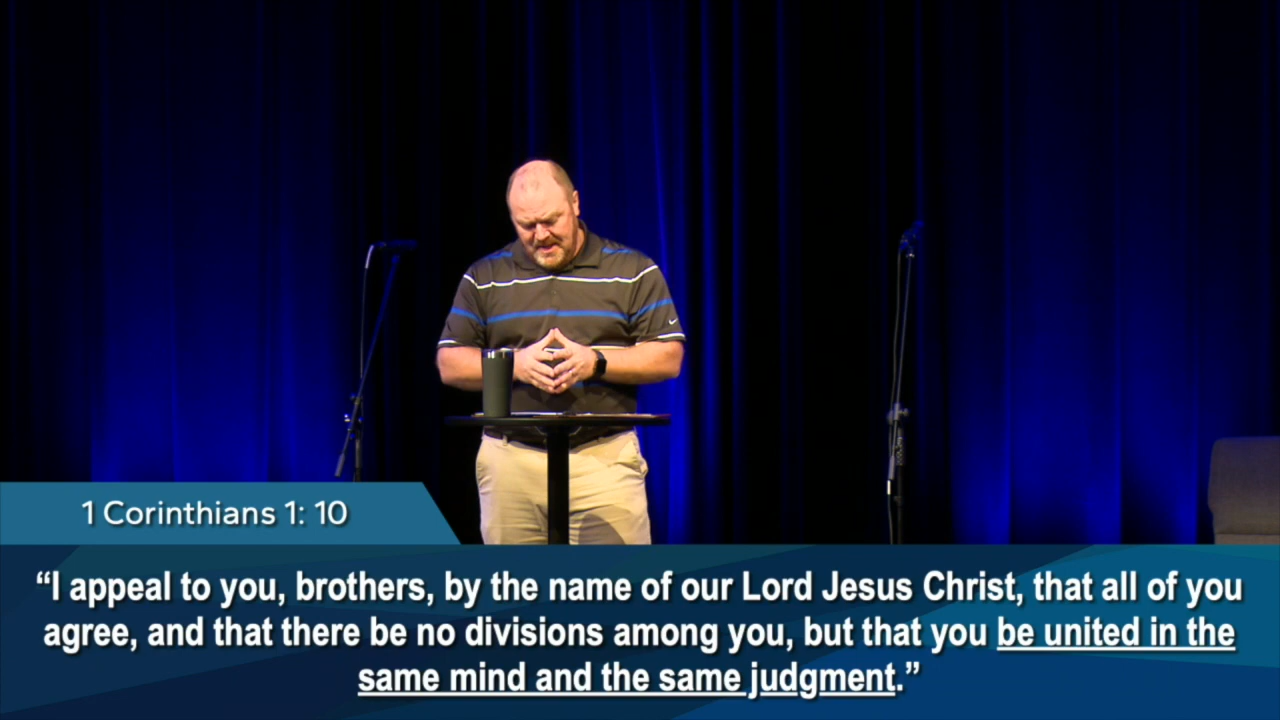 1 Corinthians 1: 10
“I appeal to you, brothers, by the name of our Lord Jesus Christ, that all of you
agree, and that there be no divisions among you, but that you be united in the
same mind and the same judgment.”